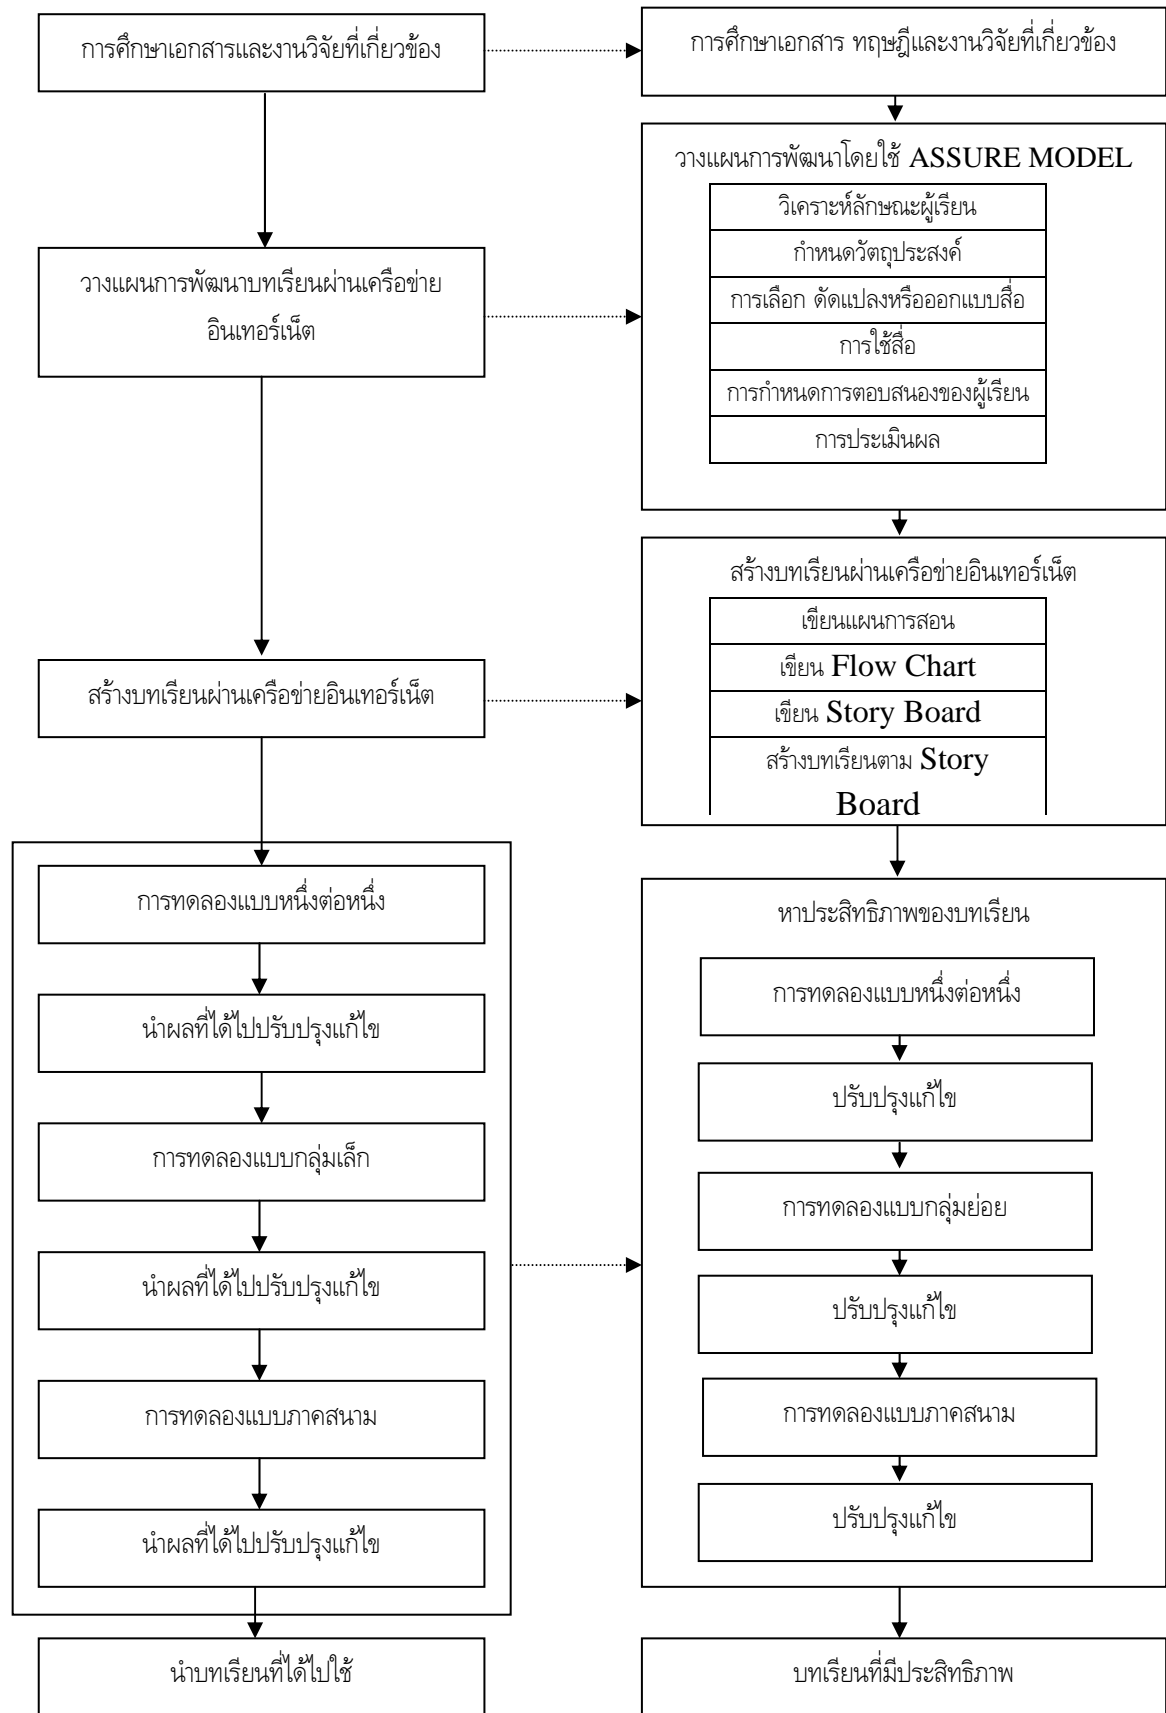 การศึกษาเอกสารและงานวิจัยที่เกี่ยวข้อง
วางแผนการพัฒนาบทเรียนผ่านเครือข่าย
อินเทอร์เน็ต
สร้างบทเรียนผ่านเครือข่ายอินเทอร์เน็ต
การทดลองแบบหนึ่งต่อหนึ่ง
นำผลที่ได้ไปปรับปรุงแก้ไข
การทดลองแบบกลุ่มเล็ก
นำผลที่ได้ไปปรับปรุงแก้ไข
การทดลองแบบภาคสนาม
นำผลที่ได้ไปปรับปรุงแก้ไข
นำบทเรียนที่ได้ไปใช้
การศึกษาเอกสาร ทฤษฎีและงานวิจัยที่เกี่ยวข้อง
วางแผนการพัฒนาโดยใช้ ASSURE MODEL
วิเคราะห์ลักษณะผู้เรียน
กำหนดวัตถุประสงค์
การเลือก ดัดแปลงหรือออกแบบสื่อ
การใช้สื่อ
การกำหนดการตอบสนองของผู้เรียน
การประเมินผล
สร้างบทเรียนผ่านเครือข่ายอินเทอร์เน็ต
เขียนแผนการสอน
เขียน Flow Chart
เขียน Story Board
สร้างบทเรียนตาม Story
Board
หาประสิทธิภาพของบทเรียน
การทดลองแบบหนึ่งต่อหนึ่ง
ปรับปรุงแก้ไข
การทดลองแบบกลุ่มย่อย
ปรับปรุงแก้ไข
การทดลองแบบภาคสนาม
ปรับปรุงแก้ไข
บทเรียนที่มีประสิทธิภาพ